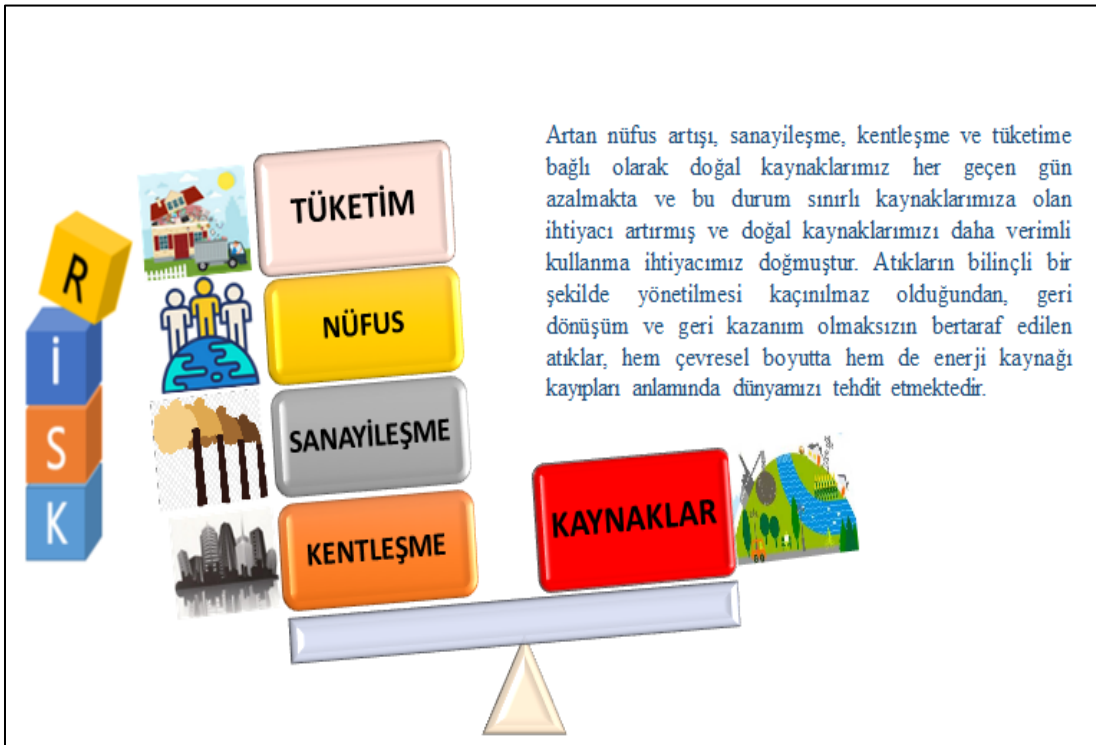 R
İ
S
K
TÜKETİM
NÜFUS
SANAYİLEŞME
KENTLEŞME
KAYNAKLAR
Artan nüfus artışı, sanayileşme, kentleşme ve tüketime
bağlı olarak doğal kaynaklarımız her geçen gün
azalmakta ve bu durum sınırlı kaynaklarımıza olan
ihtiyacı artırmış ve doğal kaynaklarımızı daha verimli
kullanma ihtiyacımız doğmuştur. Atıkların bilinçli bir
şekilde yönetilmesi kaçınılmaz olduğundan, geri
dönüşüm ve geri kazanım olmaksızın bertaraf edilen
atıklar, hem çevresel boyutta hem de enerji kaynağı
kayıpları anlamında dünyamızı tehdit etmektedir.